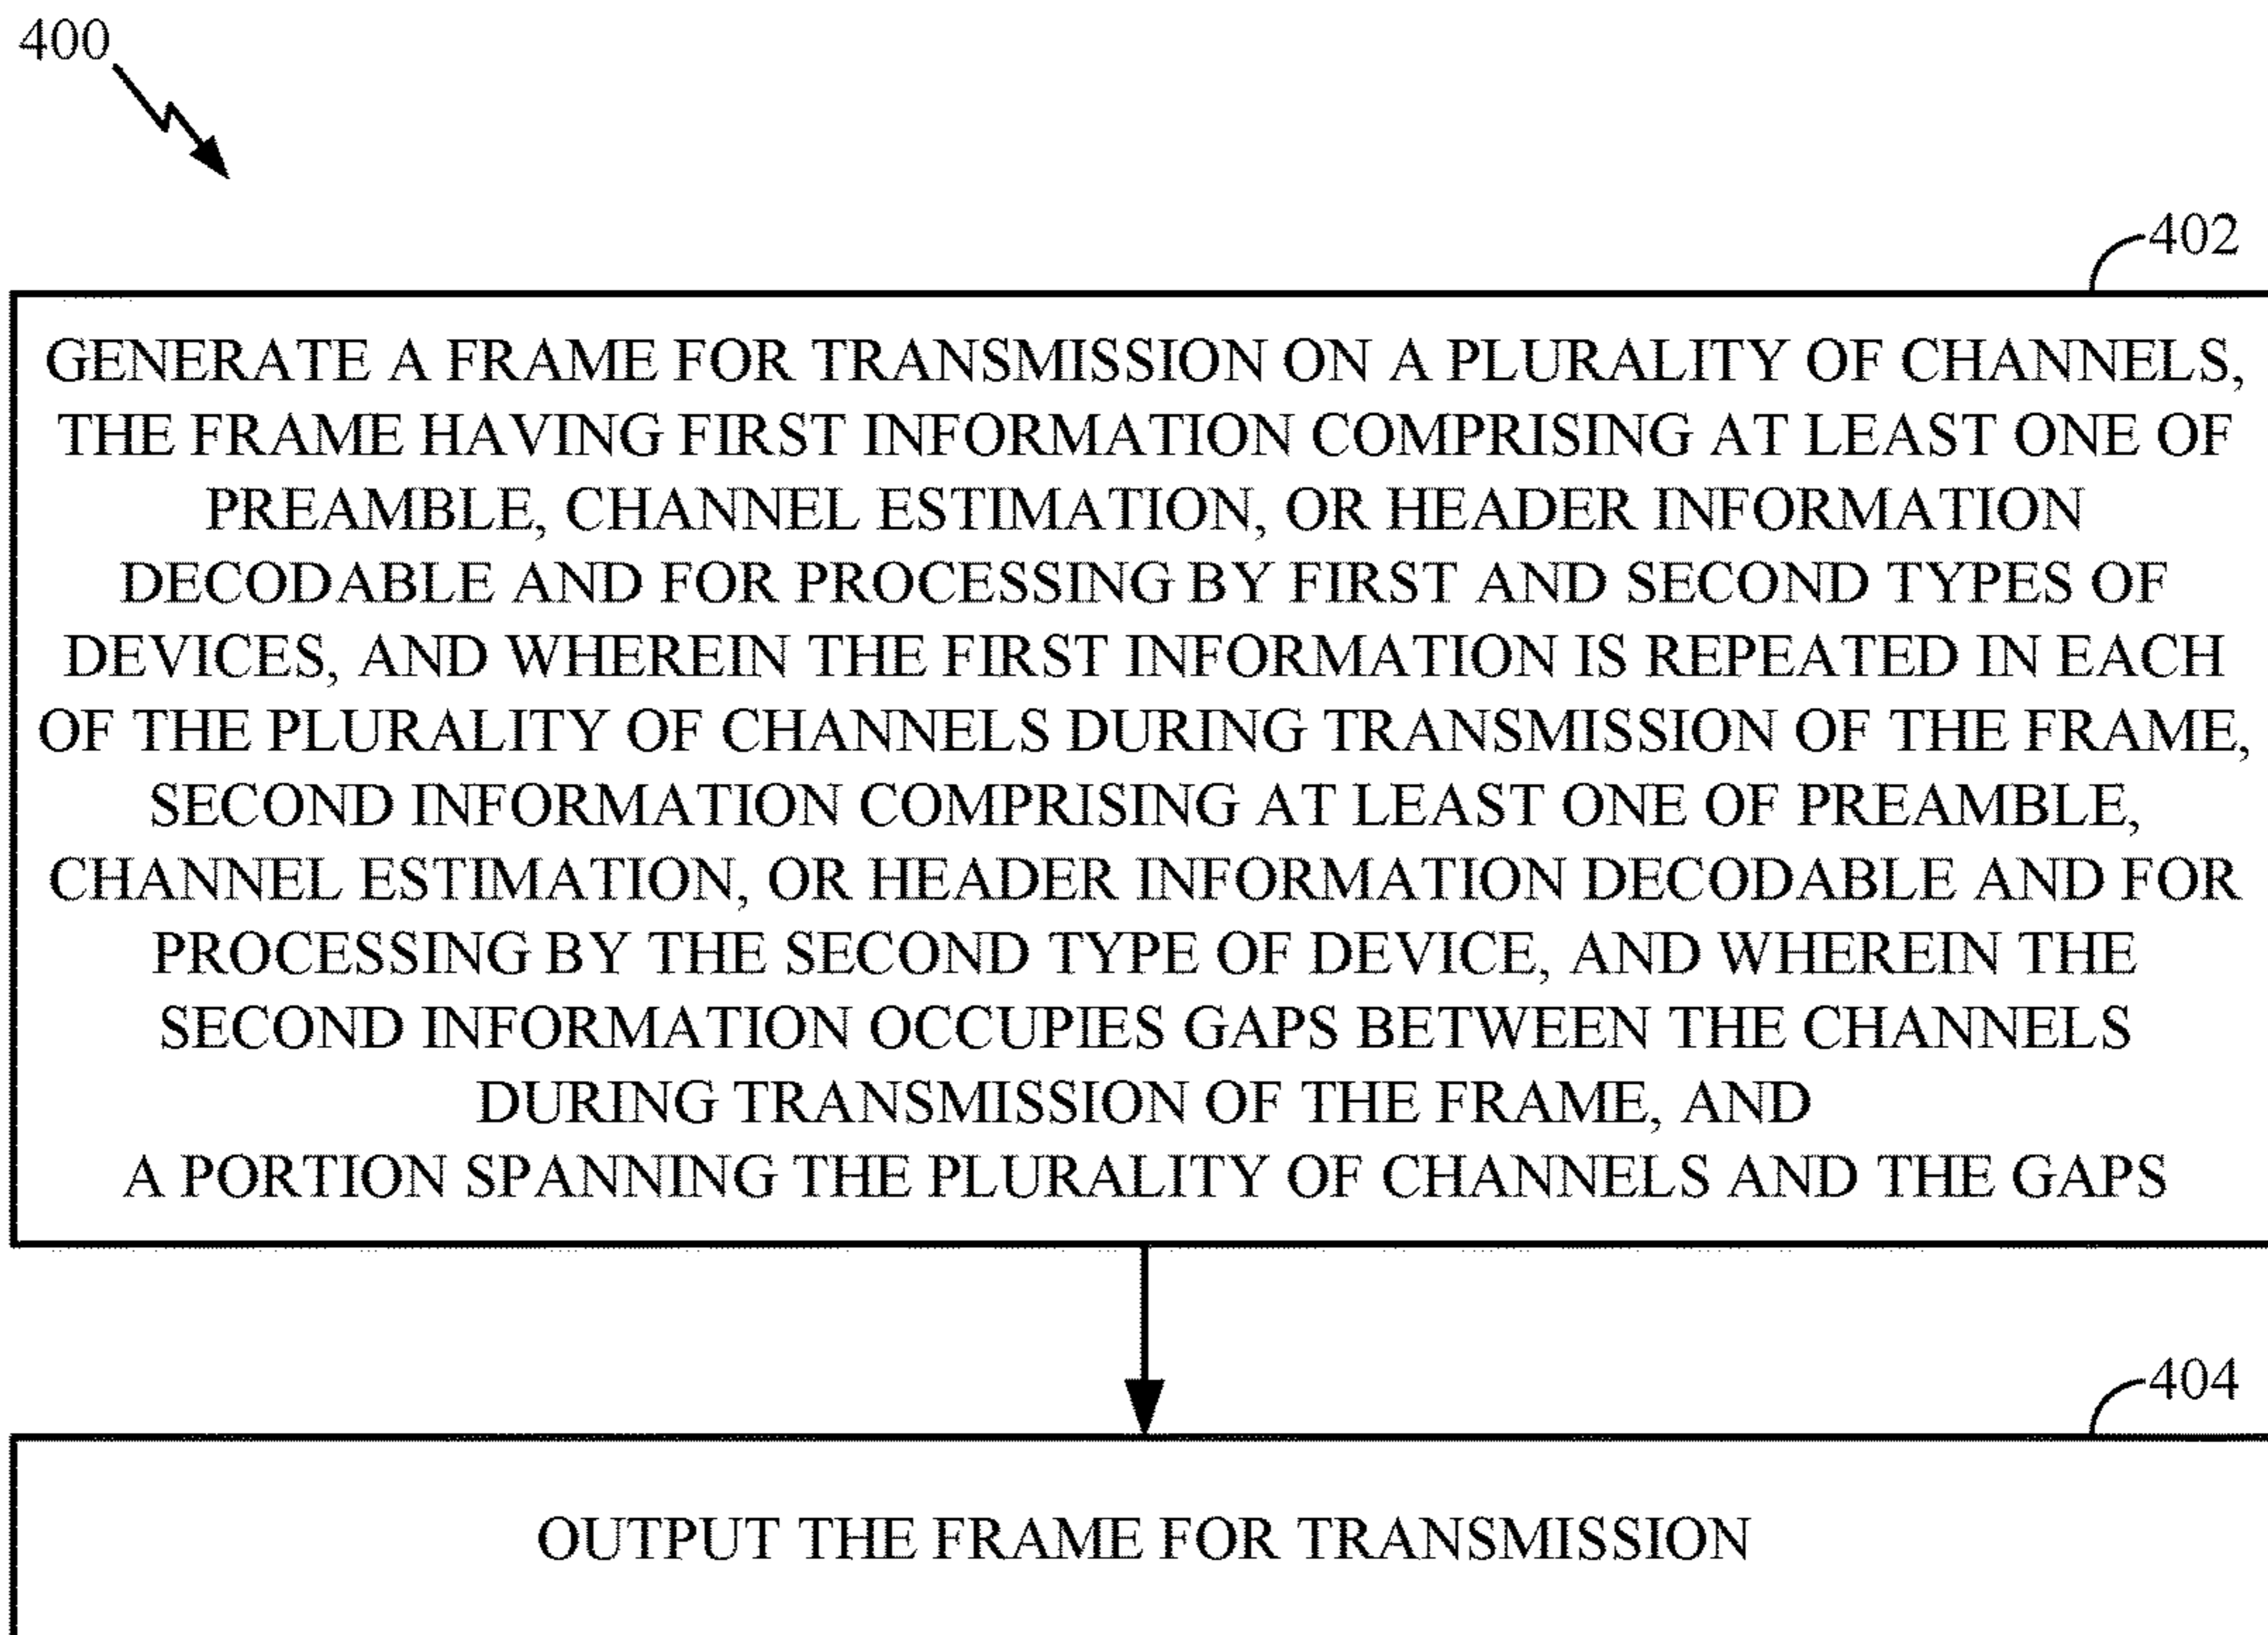 400
402
GENERATE A FRAME FOR TRANSMISSION ON A PLURALITY OF CHANNELS,
THE FRAME HAVING FIRST INFORMATION COMPRISING AT LEAST ONE OF
PREAMBLE, CHANNEL ESTIMATION, OR HEADER INFORMATION
DECODABLE AND FOR PROCESSING BY FIRST AND SECOND TYPES OF
DEVICES, AND WHEREIN THE FIRST INFORMATION IS REPEATED IN EACH
OF THE PLURALITY OF CHANNELS DURING TRANSMISSION OF THE FRAME,
SECOND INFORMATION COMPRISING AT LEAST ONE OF PREAMBLE,
CHANNEL ESTIMATION, OR HEADER INFORMATION DECODABLE AND FOR
PROCESSING BY THE SECOND TYPE OF DEVICE, AND WHEREIN THE
SECOND INFORMATION OCCUPIES GAPS BETWEEN THE CHANNELS
DURING TRANSMISSION OF THE FRAME, AND
A PORTION SPANNING THE PLURALITY OF CHANNELS AND THE GAPS
404
OUTPUT THE FRAME FOR TRANSMISSION